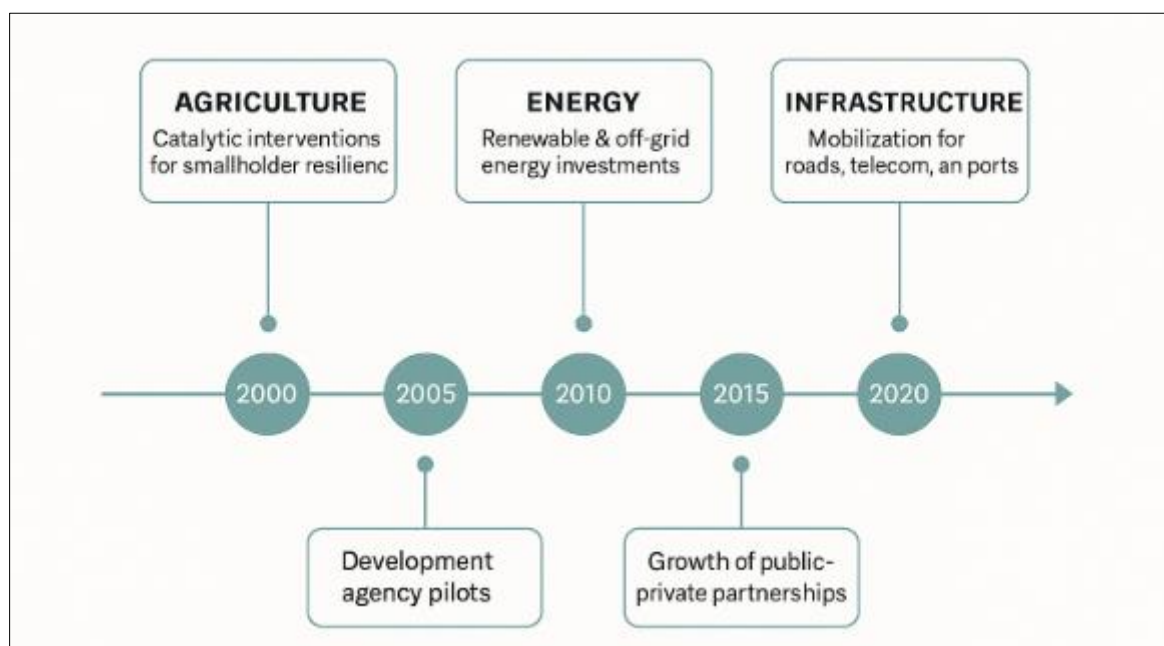 AGRICULTURE
Catalytic interventions
for smallholder resilienc
ENERGY
Renewable & off-grid
energy investments
INFRASTRUCTURE
Mobilization for
roads, telecom, an ports
2000
2005
2010
2015
2020
Development
agency pilots
Growth of public-
private partnerships